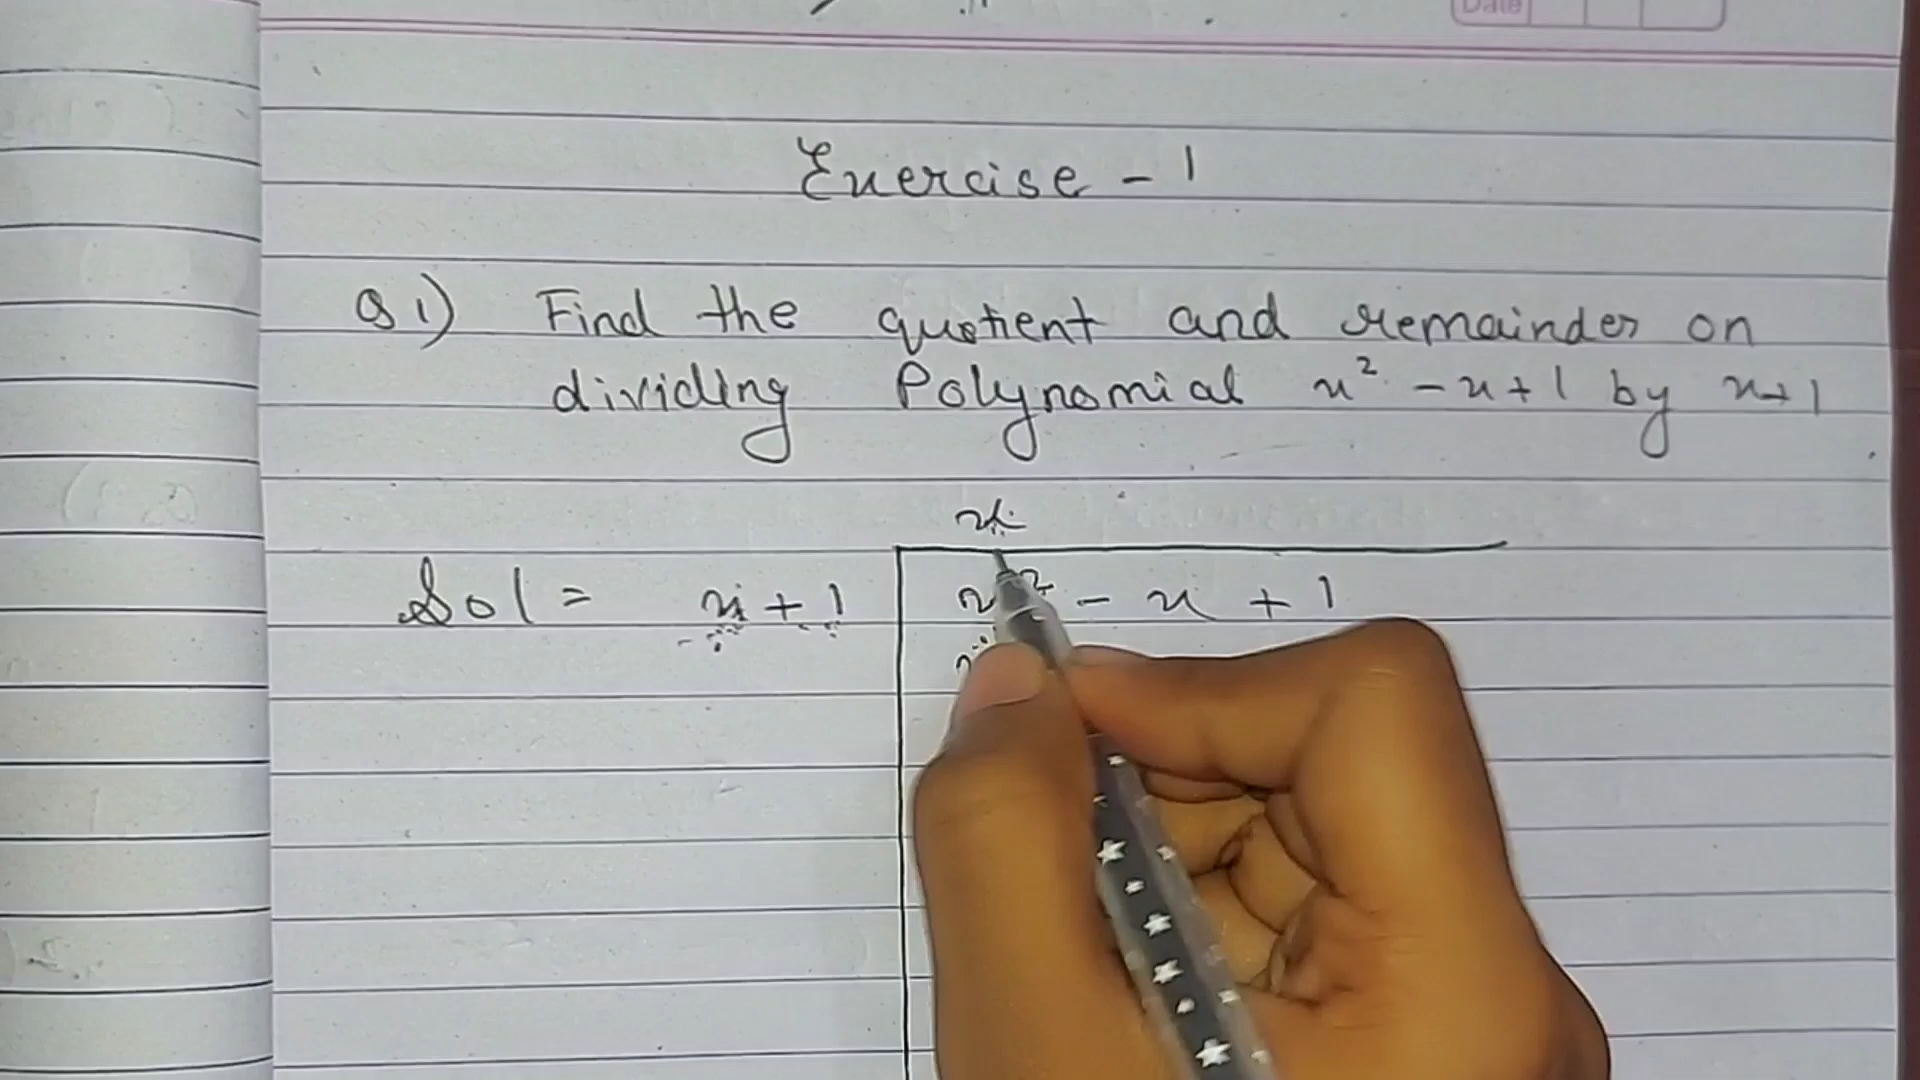 Date
Exercise - 1
Q1) Find the quotient and remainder on
dividing Polynomial x² - x + 1 by x+1
x
Sol = x + 1 x² - x + 1